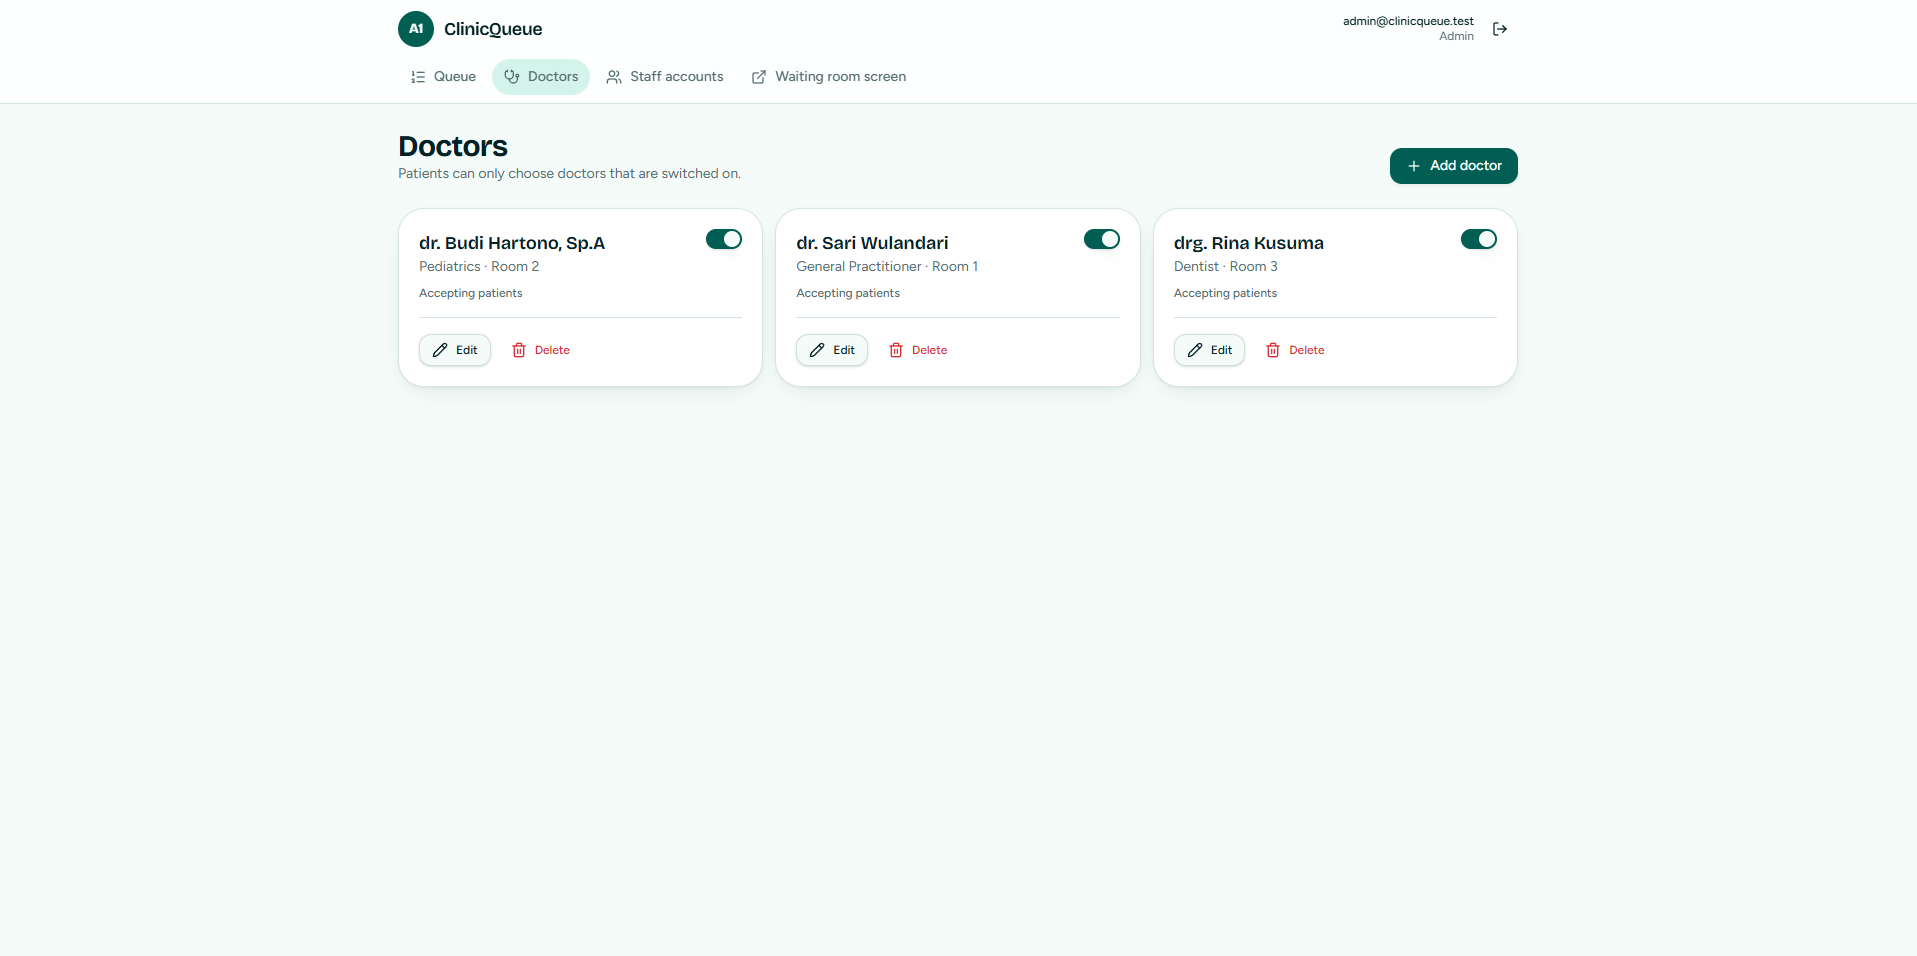 A1
ClinicQueue
admin@clinicqueue.test
Admin
Queue
Doctors
Staff accounts
Waiting room screen
Doctors
Patients can only choose doctors that are switched on.
Add doctor
dr. Budi Hartono, Sp.A
Pediatrics · Room 2
Accepting patients
Edit
Delete
dr. Sari Wulandari
General Practitioner · Room 1
Accepting patients
Edit
Delete
drg. Rina Kusuma
Dentist · Room 3
Accepting patients
Edit
Delete